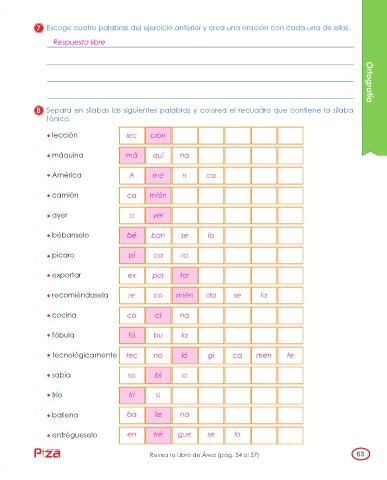 7 Escoge cuatro palabras del ejercicio anterior y crea una oración con cada una de ellas.
Respuesta libre
Ortografía
8 Separa en sílabas las siguientes palabras y colorea el recuadro que contiene la sílaba
tónica.
• lección lec ción
• máquina má qui na
• América A mé ri ca
• camión ca mión
• ayer a yer
• bébanselo bé ban se lo
• pícaro pí ca ro
• exportar ex por tar
• recomiéndasela re co mién da se la
• cocina co ci na
• fábula fá bu la
• tecnológicamente tec no ló gi ca men te
• sabía sa bí a
• frío frí o
• ballena ba lle na
• entrégueselo en tré gue se lo
Piza
Revisa tu Libro de Área (pág. 54 al 57)
63